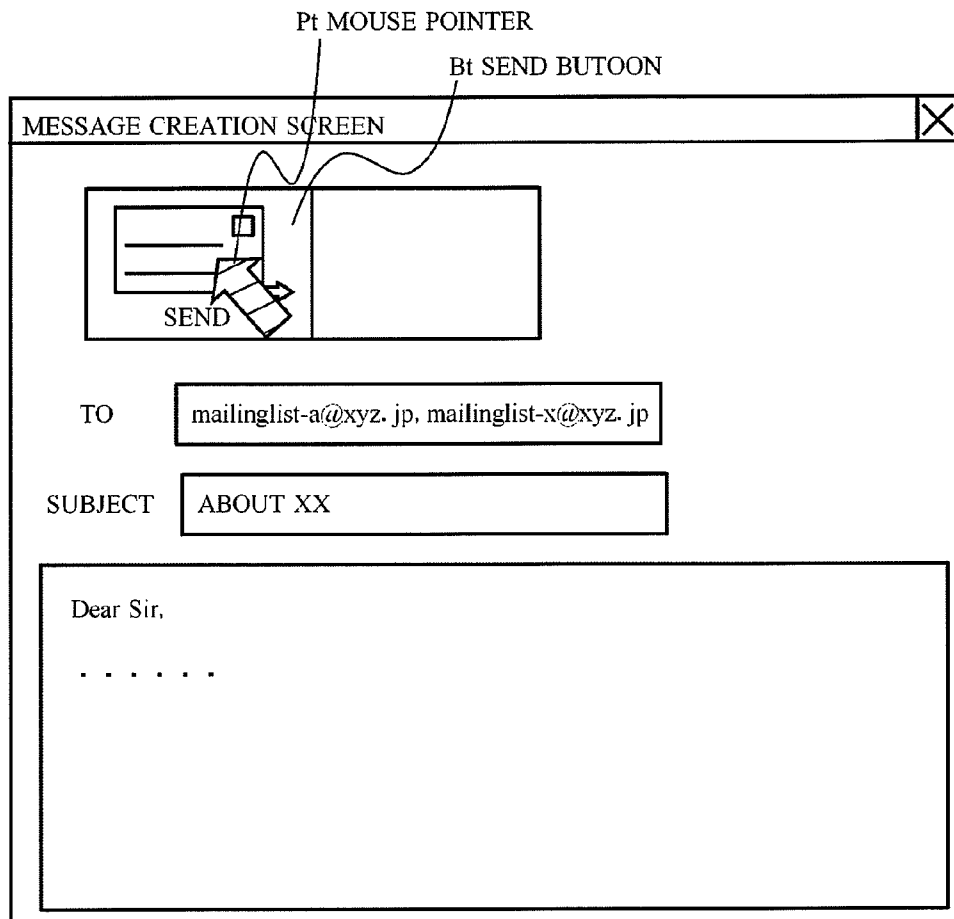 Pt MOUSE POINTER
Bt SEND BUTOON
MESSAGE CREATION SCREEN
SEND
TO mailinglist-a@xyz. jp, mailinglist-x@xyz. jp
SUBJECT ABOUT XX
Dear Sir,
. . . . . .